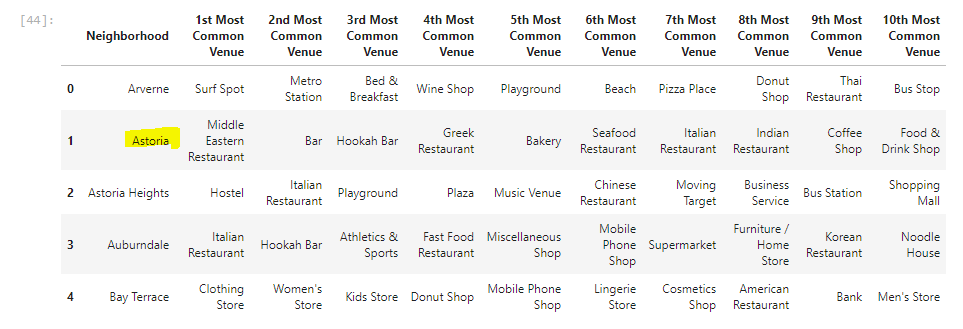 [44]:
Neighborhood 1st Most Common Venue 2nd Most Common Venue 3rd Most Common Venue 4th Most Common Venue 5th Most Common Venue 6th Most Common Venue 7th Most Common Venue 8th Most Common Venue 9th Most Common Venue 10th Most Common Venue
0 Arverne Surf Spot Metro Station Bed & Breakfast Wine Shop Playground Beach Pizza Place Donut Shop Thai Restaurant Bus Stop
1 Astoria Middle Eastern Restaurant Bar Hookah Bar Greek Restaurant Bakery Seafood Restaurant Italian Restaurant Indian Restaurant Coffee Shop Food & Drink Shop
2 Astoria Heights Hostel Italian Restaurant Playground Plaza Music Venue Chinese Restaurant Moving Target Business Service Bus Station Shopping Mall
3 Auburndale Italian Restaurant Hookah Bar Athletics & Sports Fast Food Restaurant Miscellaneous Shop Mobile Phone Shop Supermarket Furniture / Home Store Korean Restaurant Noodle House
4 Bay Terrace Clothing Store Women's Store Kids Store Donut Shop Mobile Phone Shop Lingerie Store Cosmetics Shop American Restaurant Bank Men's Store